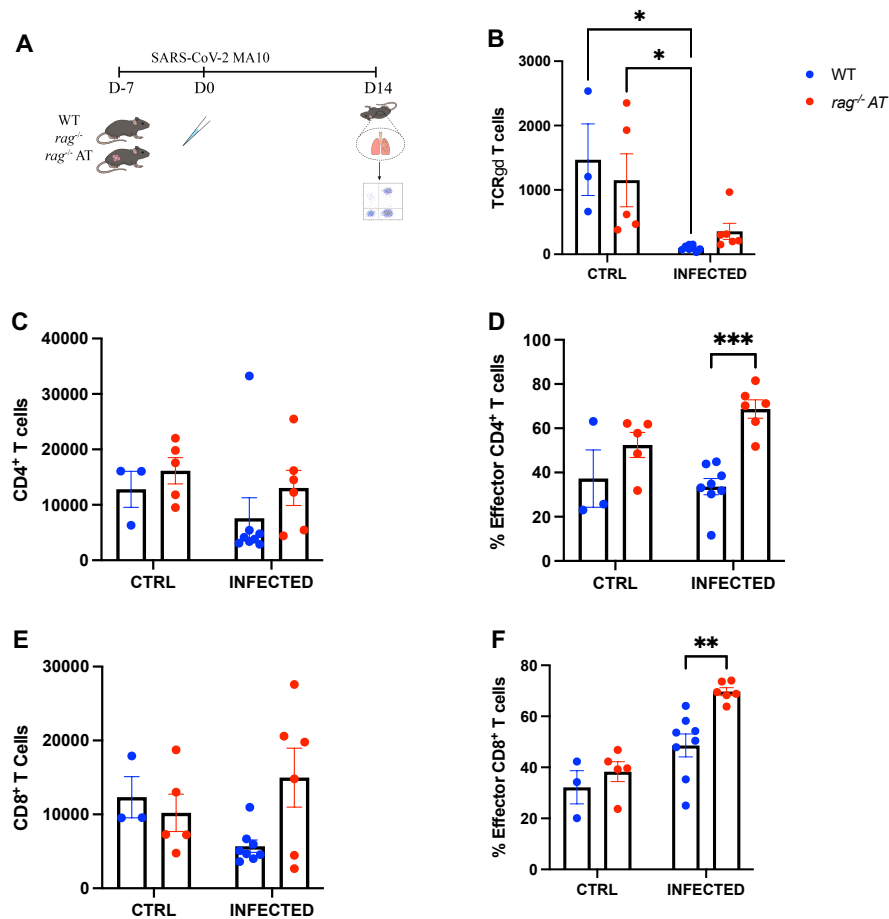 A
SARS-CoV-2 MA10
D-7 D0 D14
WT
rag-/-
rag-/- AT
B
*
*
TCRgd T cells
3000
2000
1000
0
CTRL INFECTED
WT
rag-/- AT
C
CD4+ T cells
40000
30000
20000
10000
0
CTRL INFECTED
D
***
% Effector CD4+ T cells
100
80
60
40
20
0
CTRL INFECTED
E
CD8+ T Cells
30000
20000
10000
0
CTRL INFECTED
F
**
% Effector CD8+ T cells
80
60
40
20
0
CTRL INFECTED